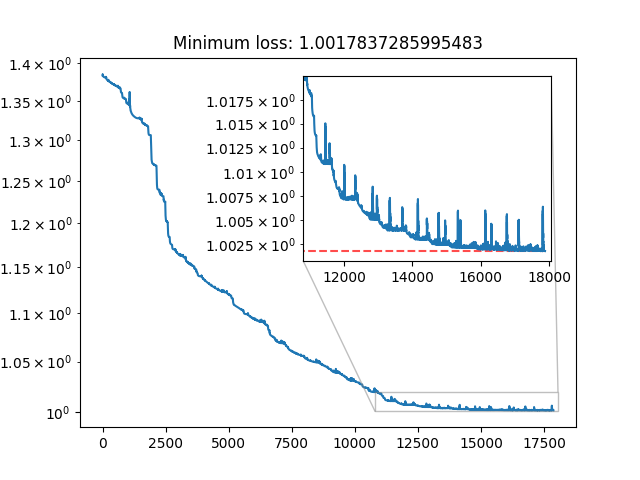 Minimum loss: 1.0017837285995483
1.4 × 10⁰
1.35 × 10⁰
1.3 × 10⁰
1.25 × 10⁰
1.2 × 10⁰
1.15 × 10⁰
1.1 × 10⁰
1.05 × 10⁰
10⁰
1.0175 × 10⁰
1.015 × 10⁰
1.0125 × 10⁰
1.01 × 10⁰
1.0075 × 10⁰
1.005 × 10⁰
1.0025 × 10⁰
12000 14000 16000 18000
0 2500 5000 7500 10000 12500 15000 17500